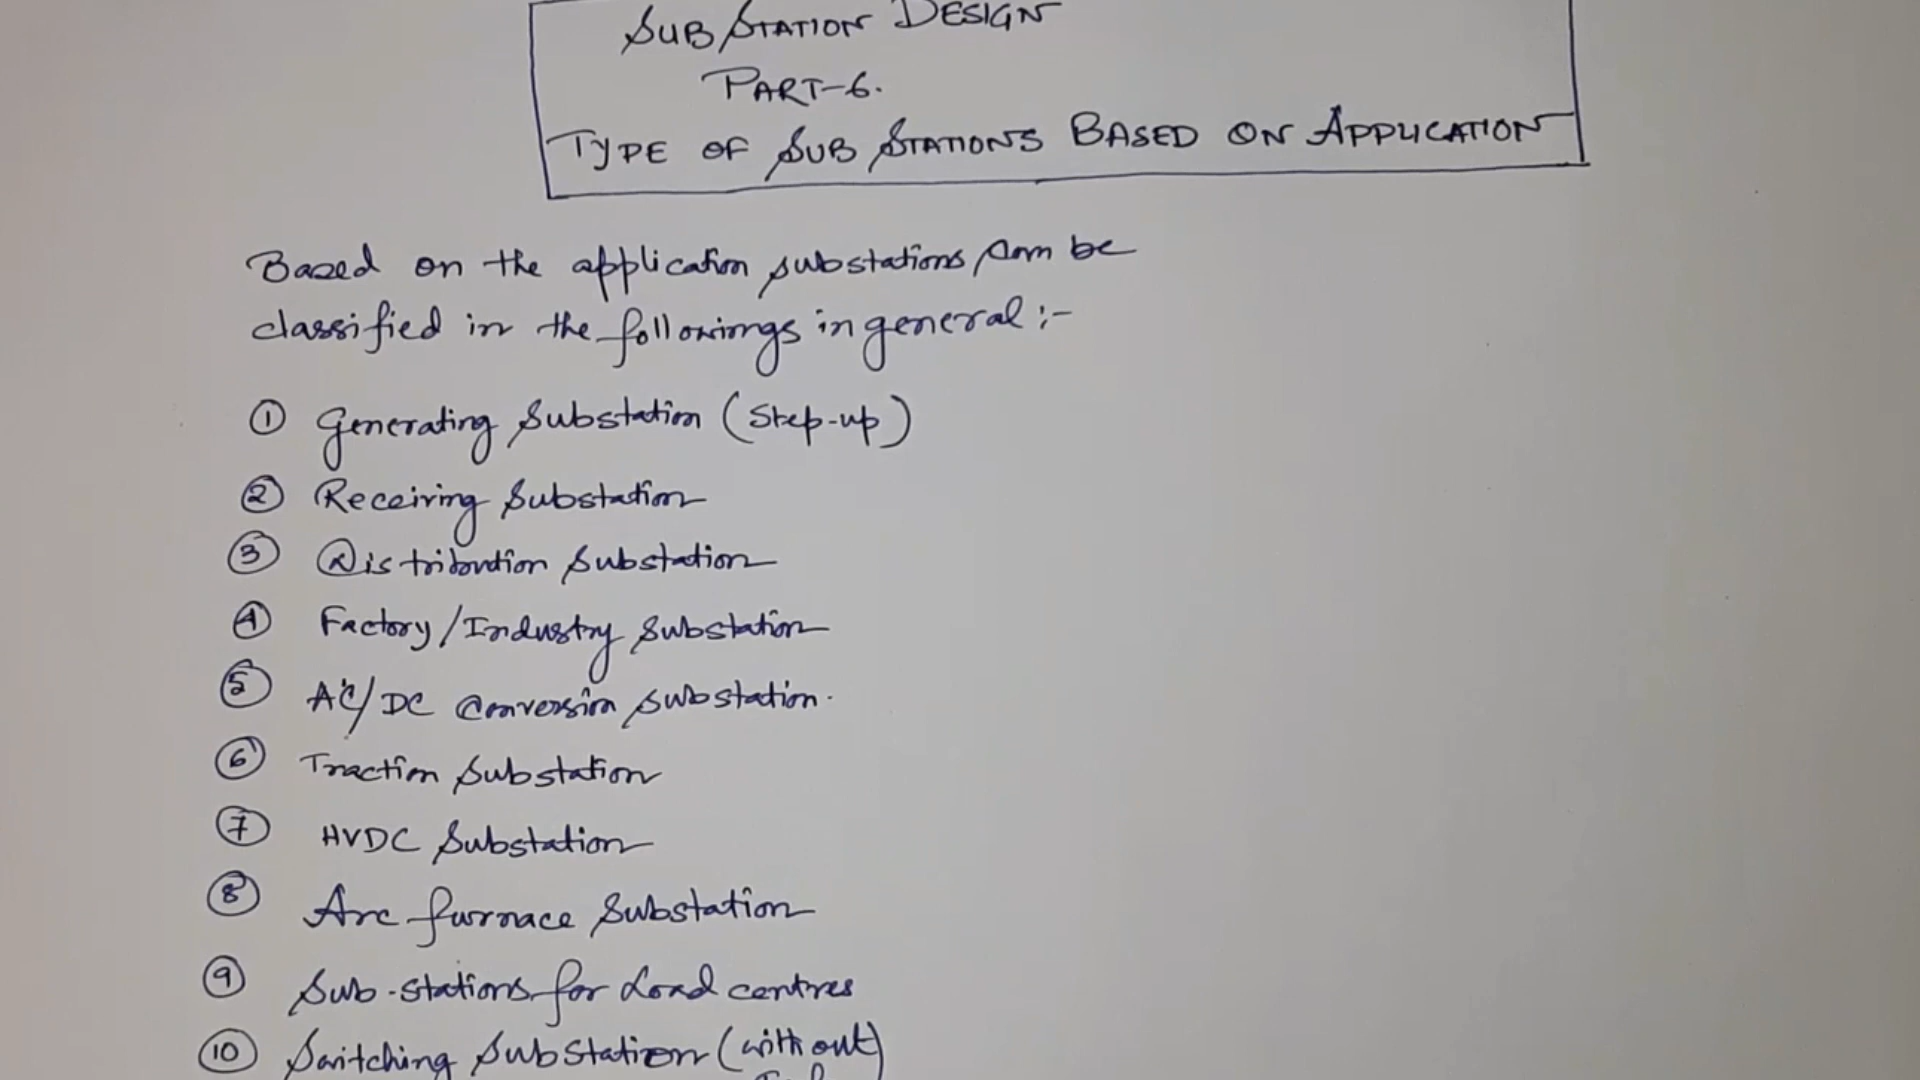 SUB STATION DESIGN
PART-6.
TYPE OF SUB STATIONS BASED ON APPLICATION
Based on the application substations can be
classified in the followings in general :-
① Generating Substation (Step-up)
② Receiving Substation
③ Distribution Substation
④ Factory/Industry Substation
⑤ AC/DC Conversion Substation.
⑥ Traction Substation
⑦ HVDC Substation
⑧ Arc furnace Substation
⑨ Sub-stations for Load centres
⑩ Switching Substation (without)